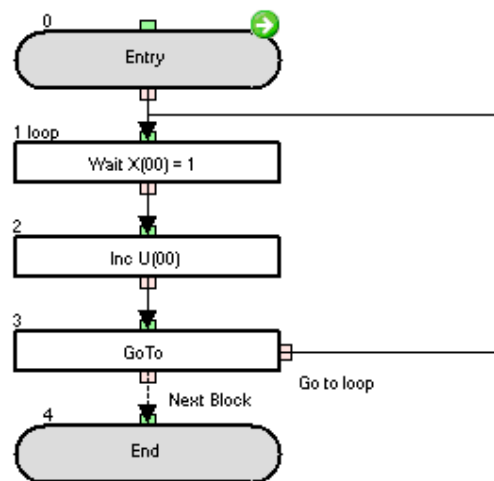 0
Entry
1 loop
Wait X(00) = 1
2
Inc U(00)
3
GoTo
Go to loop
Next Block
4
End